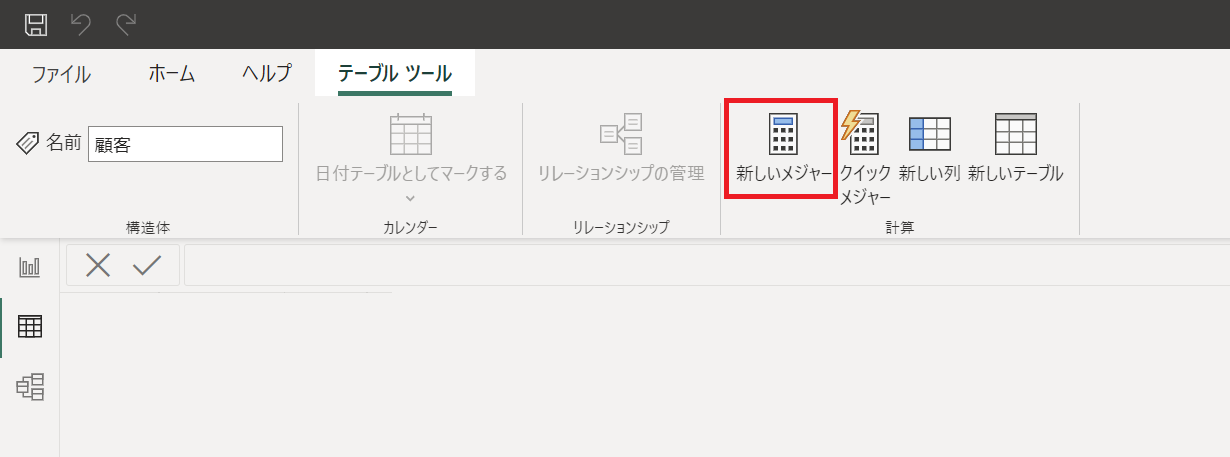 ファイル ホーム ヘルプ テーブル ツール
名前 顧客
日付テーブルとしてマークする
リレーションシップの管理
新しいメジャー
クイック
メジャー
新しい列
新しいテーブル
構造体
カレンダー
リレーションシップ
計算